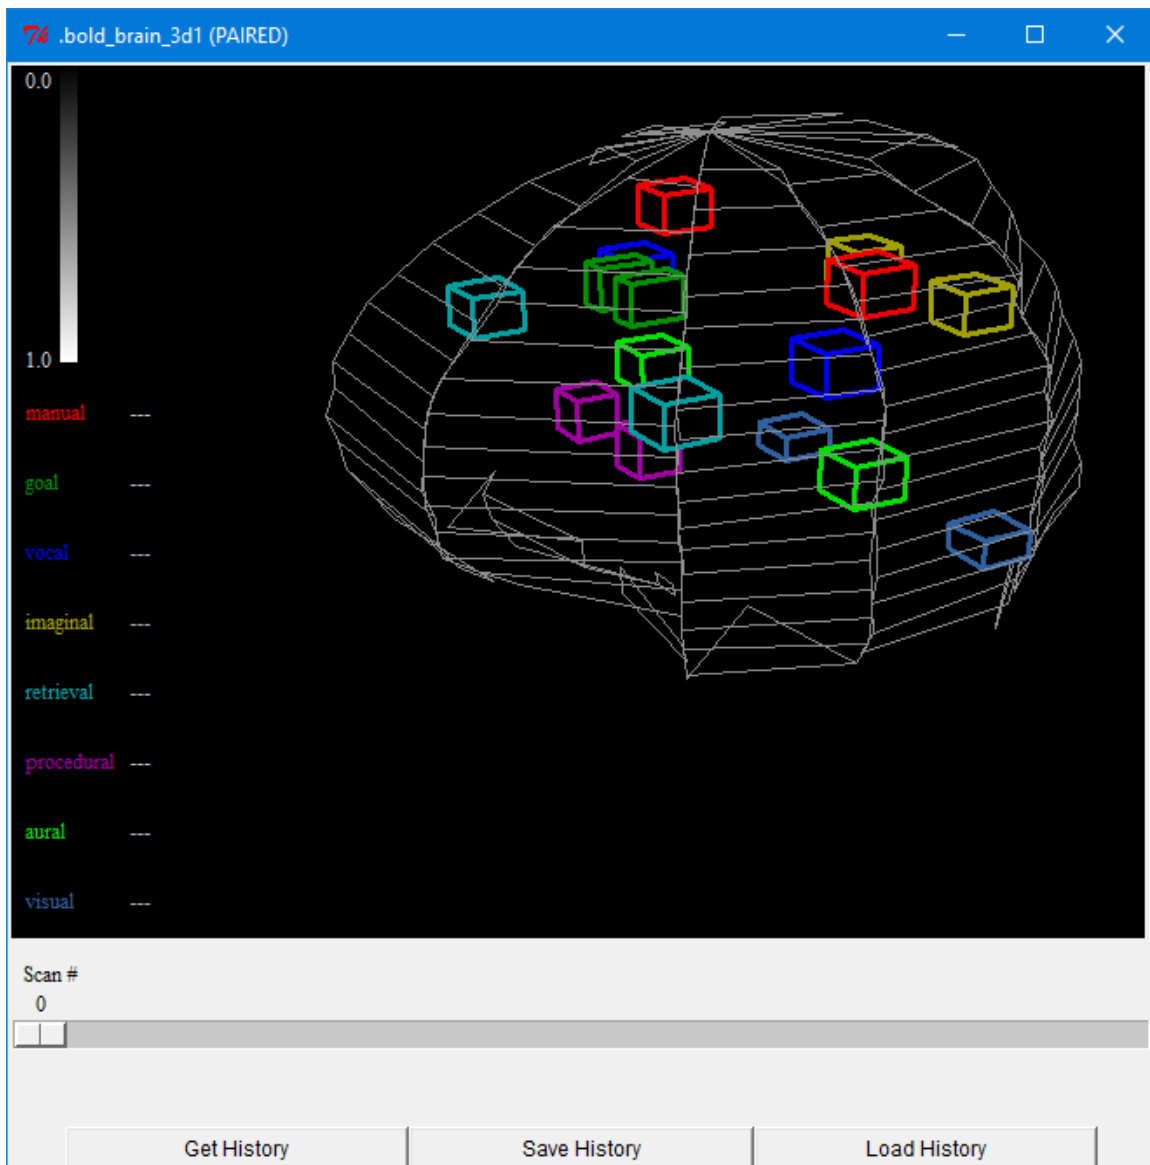 .bold_brain_3d1 (PAIRED)
0.0
1.0
manual ---
goal ---
vocal ---
imaginal ---
retrieval ---
procedural ---
aural ---
visual ---
Scan #
0
Get History Save History Load History